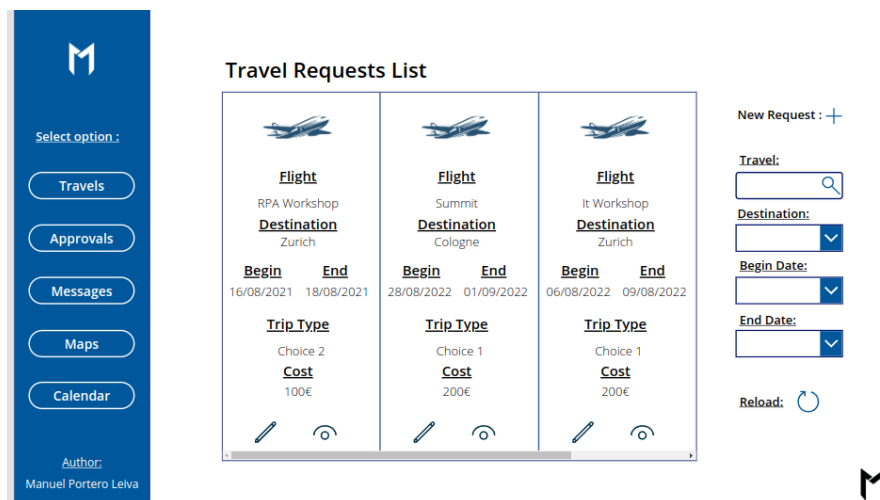 Select option :
Travels
Approvals
Messages
Maps
Calendar
Author:
Manuel Portero Leiva
Travel Requests List
Flight
RPA Workshop
Destination
Zurich
Begin End
16/08/2021 18/08/2021
Trip Type
Choice 2
Cost
100€
Flight
Summit
Destination
Cologne
Begin End
28/08/2022 01/09/2022
Trip Type
Choice 1
Cost
200€
Flight
It Workshop
Destination
Zurich
Begin End
06/08/2022 09/08/2022
Trip Type
Choice 1
Cost
200€
New Request :
Travel:
Destination:
Begin Date:
End Date:
Reload: